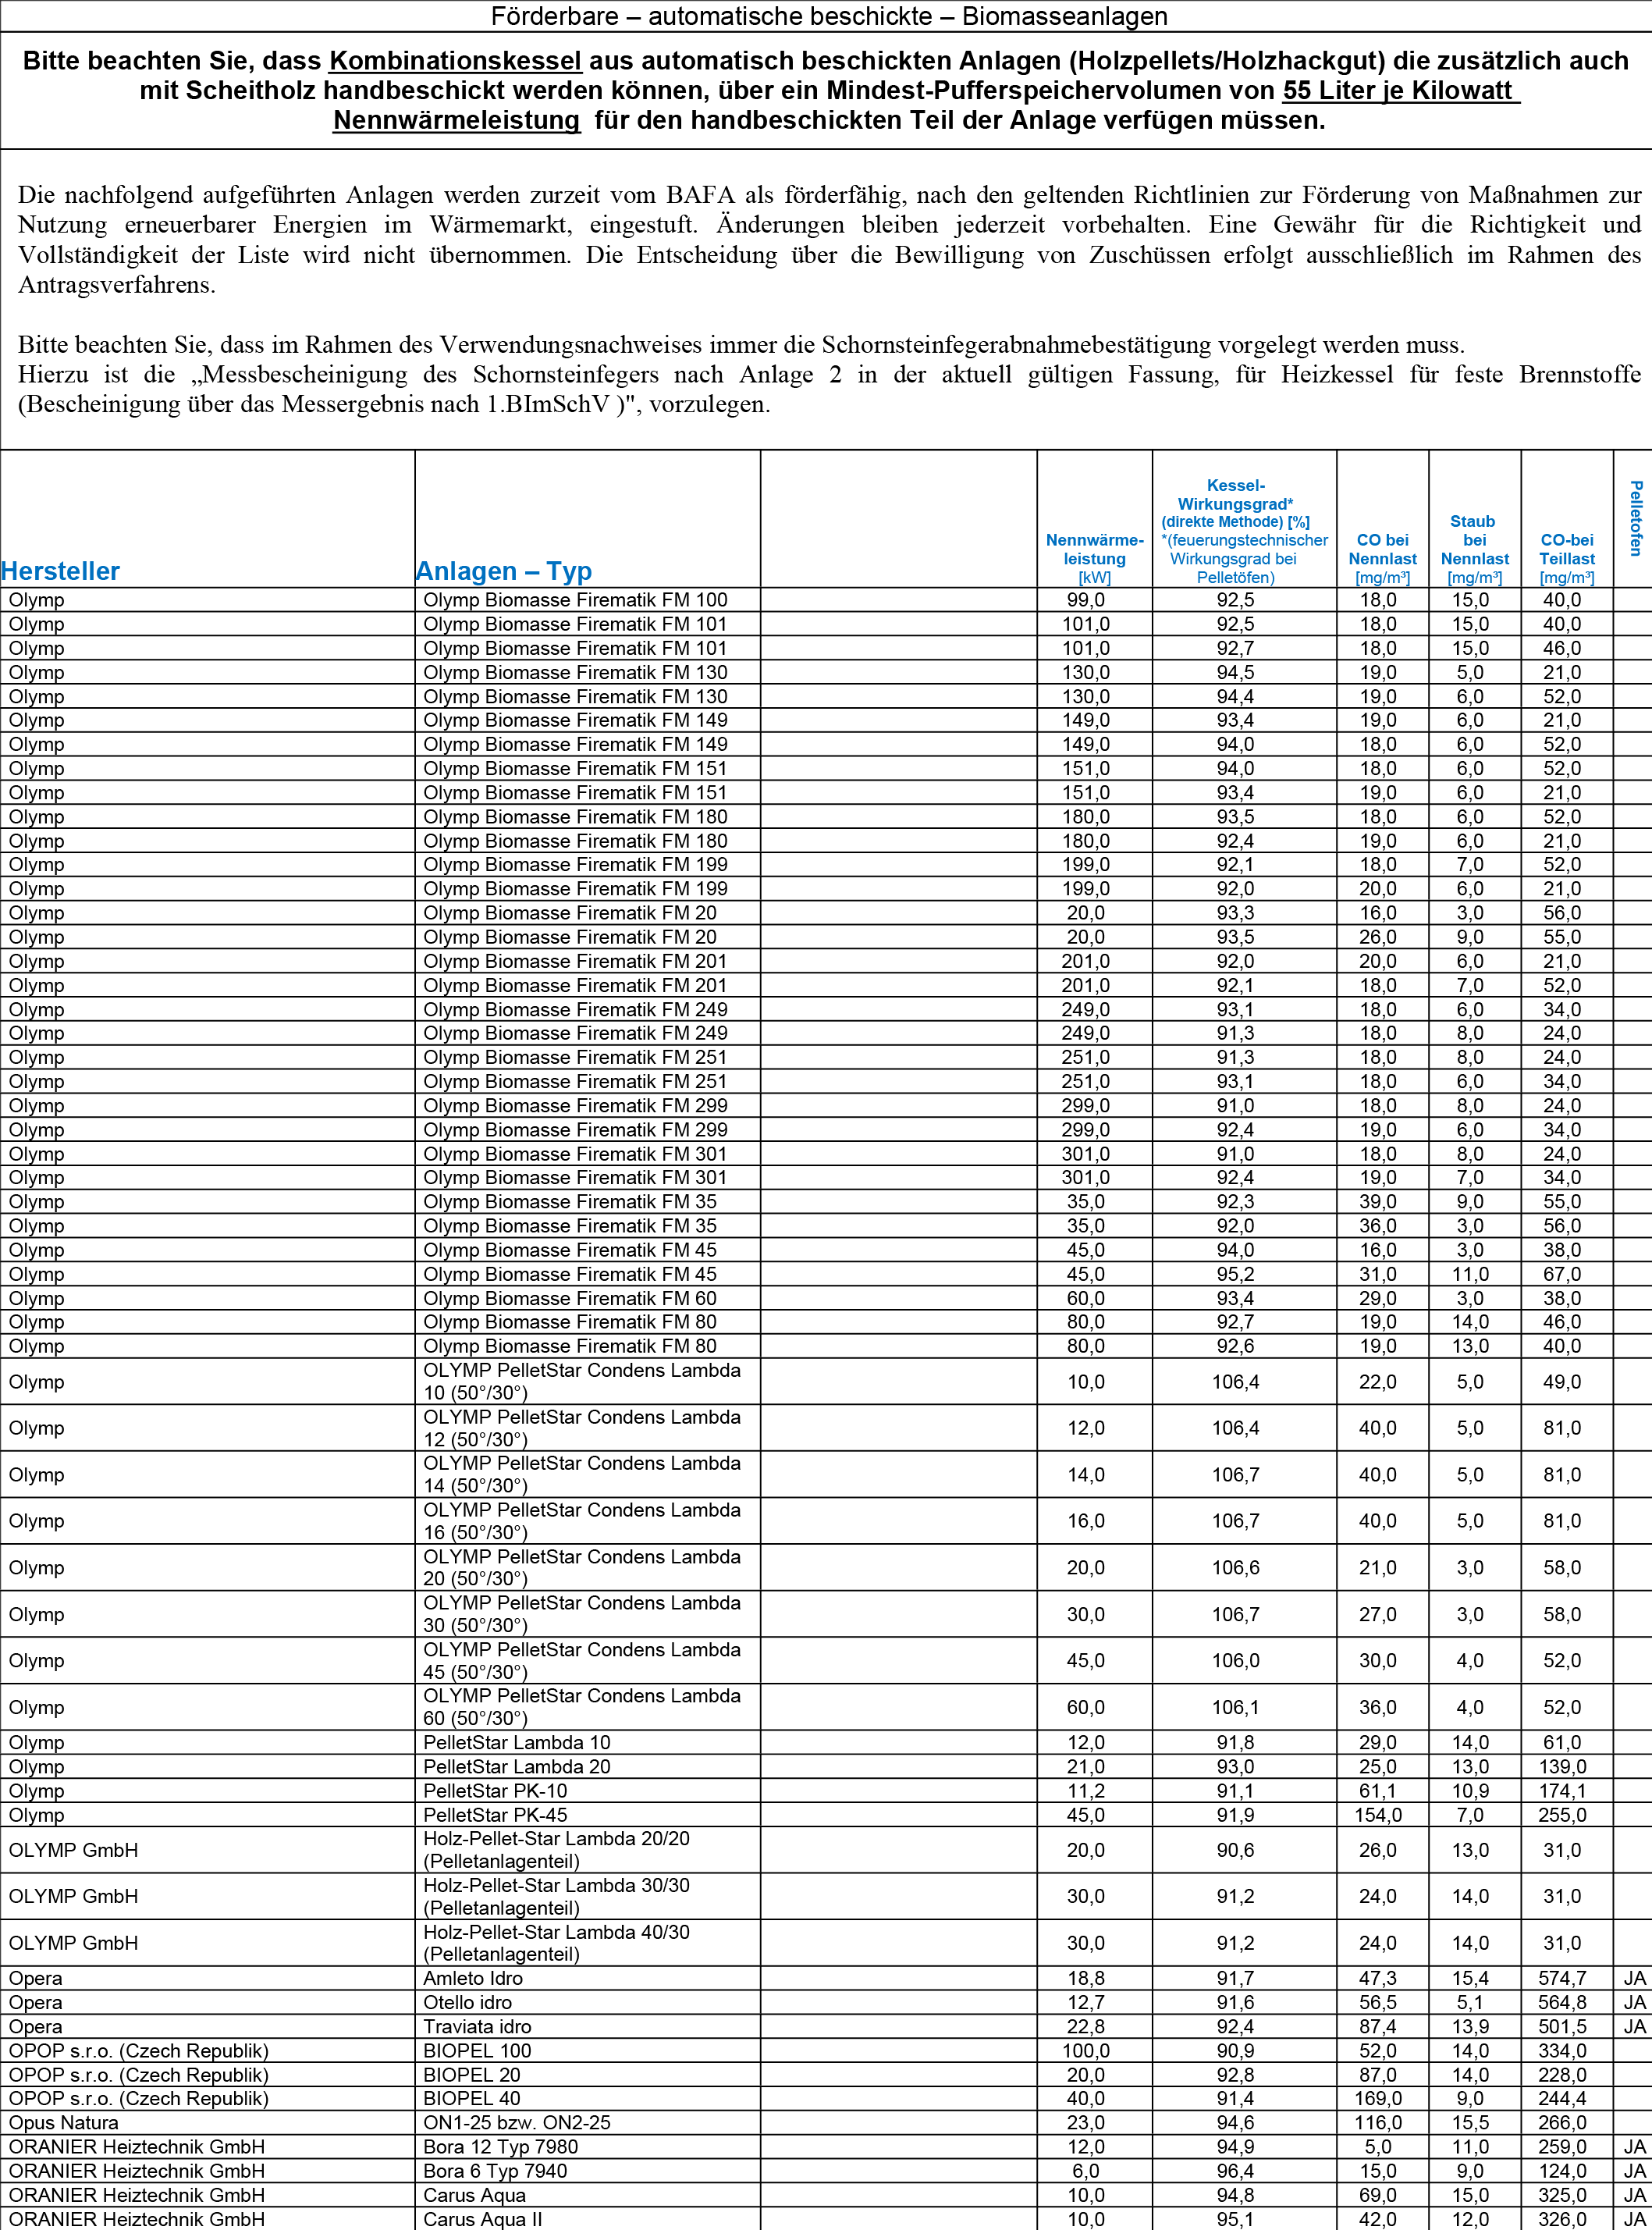 Förderbare – automatische beschickte – Biomasseanlagen
Bitte beachten Sie, dass Kombinationskessel aus automatisch beschickten Anlagen (Holzpellets/Holzhackgut) die zusätzlich auch
mit Scheitholz handbeschickt werden können, über ein Mindest-Pufferspeichervolumen von 55 Liter je Kilowatt
Nennwärmeleistung für den handbeschickten Teil der Anlage verfügen müssen.
Die nachfolgend aufgeführten Anlagen werden zurzeit vom BAFA als förderfähig, nach den geltenden Richtlinien zur Förderung von Maßnahmen zur
Nutzung erneuerbarer Energien im Wärmemarkt, eingestuft. Änderungen bleiben jederzeit vorbehalten. Eine Gewähr für die Richtigkeit und
Vollständigkeit der Liste wird nicht übernommen. Die Entscheidung über die Bewilligung von Zuschüssen erfolgt ausschließlich im Rahmen des
Antragsverfahrens.
Bitte beachten Sie, dass im Rahmen des Verwendungsnachweises immer die Schornsteinfegerabnahmebestätigung vorgelegt werden muss.
Hierzu ist die „Messbescheinigung des Schornsteinfegers nach Anlage 2 in der aktuell gültigen Fassung, für Heizkessel für feste Brennstoffe
(Bescheinigung über das Messergebnis nach 1.BImSchV )", vorzulegen.
Hersteller
Anlagen – Typ
Nennwärme-
leistung
[kW]
Kessel-
Wirkungsgrad*
(direkte Methode) [%]
*(feuerungstechnischer
Wirkungsgrad bei
Pelletöfen)
CO bei
Nennlast
[mg/m³]
Staub
bei
Nennlast
[mg/m³]
CO-bei
Teillast
[mg/m³]
Pelletofen
Olymp Olymp Biomasse Firematik FM 100 99,0 92,5 18,0 15,0 40,0
Olymp Olymp Biomasse Firematik FM 101 101,0 92,5 18,0 15,0 40,0
Olymp Olymp Biomasse Firematik FM 101 101,0 92,7 18,0 15,0 46,0
Olymp Olymp Biomasse Firematik FM 130 130,0 94,5 19,0 5,0 21,0
Olymp Olymp Biomasse Firematik FM 130 130,0 94,4 19,0 6,0 52,0
Olymp Olymp Biomasse Firematik FM 149 149,0 93,4 19,0 6,0 21,0
Olymp Olymp Biomasse Firematik FM 149 149,0 94,0 18,0 6,0 52,0
Olymp Olymp Biomasse Firematik FM 151 151,0 94,0 18,0 6,0 52,0
Olymp Olymp Biomasse Firematik FM 151 151,0 93,4 19,0 6,0 21,0
Olymp Olymp Biomasse Firematik FM 180 180,0 93,5 18,0 6,0 52,0
Olymp Olymp Biomasse Firematik FM 180 180,0 92,4 19,0 6,0 21,0
Olymp Olymp Biomasse Firematik FM 199 199,0 92,1 18,0 7,0 52,0
Olymp Olymp Biomasse Firematik FM 199 199,0 92,0 20,0 6,0 21,0
Olymp Olymp Biomasse Firematik FM 20 20,0 93,3 16,0 3,0 56,0
Olymp Olymp Biomasse Firematik FM 20 20,0 93,5 26,0 9,0 55,0
Olymp Olymp Biomasse Firematik FM 201 201,0 92,0 20,0 6,0 21,0
Olymp Olymp Biomasse Firematik FM 201 201,0 92,1 18,0 7,0 52,0
Olymp Olymp Biomasse Firematik FM 249 249,0 93,1 18,0 6,0 34,0
Olymp Olymp Biomasse Firematik FM 249 249,0 91,3 18,0 8,0 24,0
Olymp Olymp Biomasse Firematik FM 251 251,0 91,3 18,0 8,0 24,0
Olymp Olymp Biomasse Firematik FM 251 251,0 93,1 18,0 6,0 34,0
Olymp Olymp Biomasse Firematik FM 299 299,0 91,0 18,0 8,0 24,0
Olymp Olymp Biomasse Firematik FM 299 299,0 92,4 19,0 6,0 34,0
Olymp Olymp Biomasse Firematik FM 301 301,0 91,0 18,0 8,0 24,0
Olymp Olymp Biomasse Firematik FM 301 301,0 92,4 19,0 7,0 34,0
Olymp Olymp Biomasse Firematik FM 35 35,0 92,3 39,0 9,0 55,0
Olymp Olymp Biomasse Firematik FM 35 35,0 92,0 36,0 3,0 56,0
Olymp Olymp Biomasse Firematik FM 45 45,0 94,0 16,0 3,0 38,0
Olymp Olymp Biomasse Firematik FM 45 45,0 95,2 31,0 11,0 67,0
Olymp Olymp Biomasse Firematik FM 60 60,0 93,4 29,0 3,0 38,0
Olymp Olymp Biomasse Firematik FM 80 80,0 92,7 19,0 14,0 46,0
Olymp Olymp Biomasse Firematik FM 80 80,0 92,6 19,0 13,0 40,0
OLYMP PelletStar Condens Lambda
Olymp 10 (50°/30°) 10,0 106,4 22,0 5,0 49,0
OLYMP PelletStar Condens Lambda
Olymp 12 (50°/30°) 12,0 106,4 40,0 5,0 81,0
OLYMP PelletStar Condens Lambda
Olymp 14 (50°/30°) 14,0 106,7 40,0 5,0 81,0
OLYMP PelletStar Condens Lambda
Olymp 16 (50°/30°) 16,0 106,7 40,0 5,0 81,0
OLYMP PelletStar Condens Lambda
Olymp 20 (50°/30°) 20,0 106,6 21,0 3,0 58,0
OLYMP PelletStar Condens Lambda
Olymp 30 (50°/30°) 30,0 106,7 27,0 3,0 58,0
OLYMP PelletStar Condens Lambda
Olymp 45 (50°/30°) 45,0 106,0 30,0 4,0 52,0
OLYMP PelletStar Condens Lambda
Olymp 60 (50°/30°) 60,0 106,1 36,0 4,0 52,0
Olymp PelletStar Lambda 10 12,0 91,8 29,0 14,0 61,0
Olymp PelletStar Lambda 20 21,0 93,0 25,0 13,0 139,0
Olymp PelletStar PK-10 11,2 91,1 61,1 10,9 174,1
Olymp PelletStar PK-45 45,0 91,9 154,0 7,0 255,0
Holz-Pellet-Star Lambda 20/20
OLYMP GmbH (Pelletanlagenteil) 20,0 90,6 26,0 13,0 31,0
Holz-Pellet-Star Lambda 30/30
OLYMP GmbH (Pelletanlagenteil) 30,0 91,2 24,0 14,0 31,0
Holz-Pellet-Star Lambda 40/30
OLYMP GmbH (Pelletanlagenteil) 30,0 91,2 24,0 14,0 31,0
Opera Amleto Idro 18,8 91,7 47,3 15,4 574,7 JA
Opera Otello idro 12,7 91,6 56,5 5,1 564,8 JA
Opera Traviata idro 22,8 92,4 87,4 13,9 501,5 JA
OPOP s.r.o. (Czech Republik) BIOPEL 100 100,0 90,9 52,0 14,0 334,0
OPOP s.r.o. (Czech Republik) BIOPEL 20 20,0 92,8 87,0 14,0 228,0
OPOP s.r.o. (Czech Republik) BIOPEL 40 40,0 91,4 169,0 9,0 244,4
Opus Natura ON1-25 bzw. ON2-25 23,0 94,6 116,0 15,5 266,0
ORANIER Heiztechnik GmbH Bora 12 Typ 7980 12,0 94,9 5,0 11,0 259,0 JA
ORANIER Heiztechnik GmbH Bora 6 Typ 7940 6,0 96,4 15,0 9,0 124,0 JA
ORANIER Heiztechnik GmbH Carus Aqua 10,0 94,8 69,0 15,0 325,0 JA
ORANIER Heiztechnik GmbH Carus Aqua II 10,0 95,1 42,0 12,0 326,0 JA